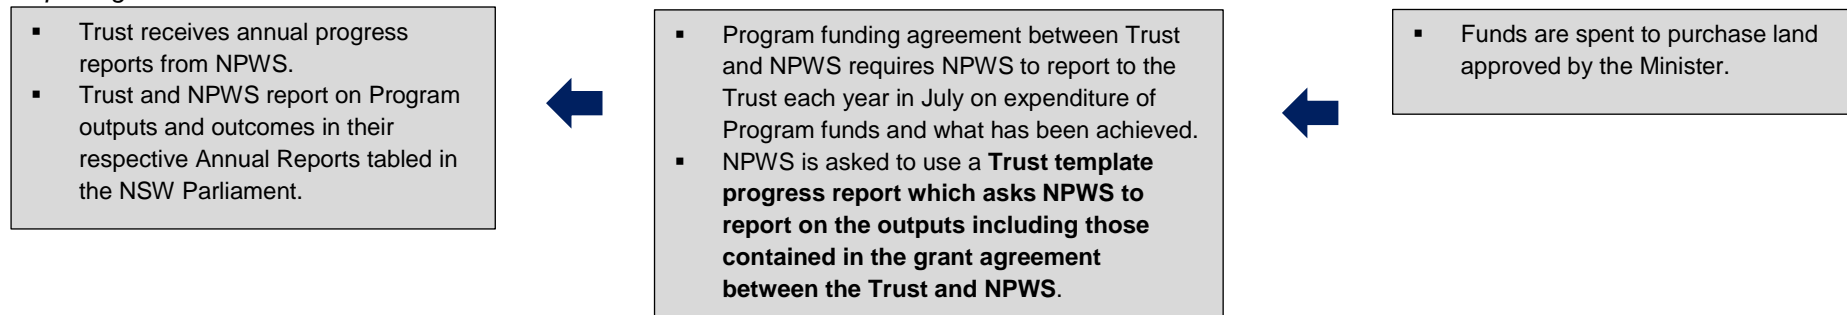 ▪ Trust receives annual progress
reports from NPWS.
▪ Trust and NPWS report on Program
outputs and outcomes in their
respective Annual Reports tabled in
the NSW Parliament.
▪ Program funding agreement between Trust
and NPWS requires NPWS to report to the
Trust each year in July on expenditure of
Program funds and what has been achieved.
▪ NPWS is asked to use a Trust template
progress report which asks NPWS to
report on the outputs including those
contained in the grant agreement
between the Trust and NPWS.
▪ Funds are spent to purchase land
approved by the Minister.